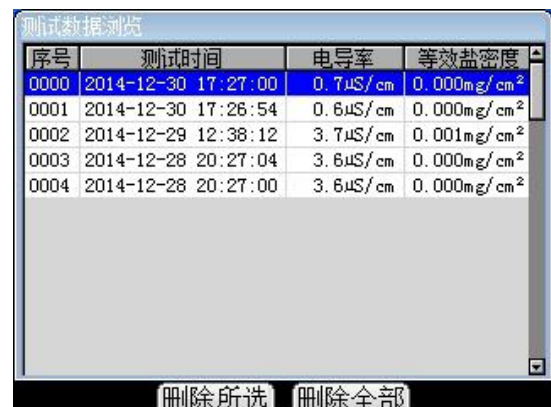 测试数据浏览
序号 测试时间 电导率 等效盐密度
0000 2014-12-30 17:27:00 0.7µS/cm 0.000mg/cm²
0001 2014-12-30 17:26:54 0.6µS/cm 0.000mg/cm²
0002 2014-12-29 12:38:12 3.7µS/cm 0.001mg/cm²
0003 2014-12-28 20:27:04 3.6µS/cm 0.000mg/cm²
0004 2014-12-28 20:27:00 3.6µS/cm 0.000mg/cm²
删除所选 删除全部